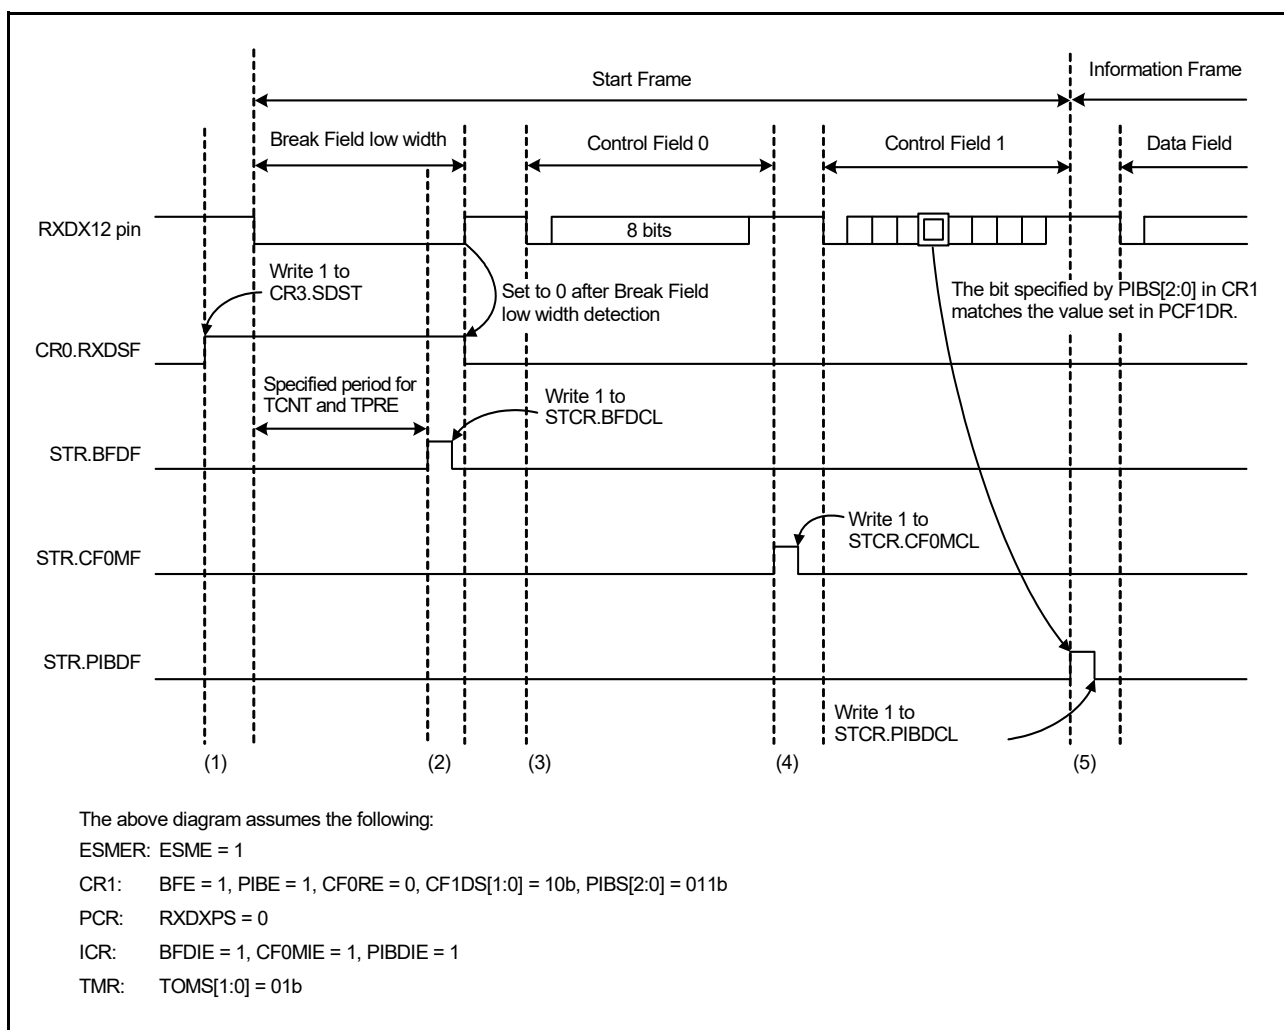 Start Frame
Information Frame
Break Field low width
Control Field 0
Control Field 1
Data Field
RXDX12 pin
8 bits
Write 1 to
CR3.SDST
Set to 0 after Break Field
low width detection
The bit specified by PIBS[2:0] in CR1
matches the value set in PCF1DR.
CR0.RXDSF
Specified period for
TCNT and TPRE
Write 1 to
STCR.BFDCL
STR.BFDF
Write 1 to
STCR.CF0MCL
STR.CF0MF
STR.PIBDF
Write 1 to
STCR.PIBDCL
(1)
(2)
(3)
(4)
(5)
The above diagram assumes the following:
ESMER: ESME = 1
CR1: BFE = 1, PIBE = 1, CF0RE = 0, CF1DS[1:0] = 10b, PIBS[2:0] = 011b
PCR: RXDXPS = 0
ICR: BFDIE = 1, CF0MIE = 1, PIBDIE = 1
TMR: TOMS[1:0] = 01b